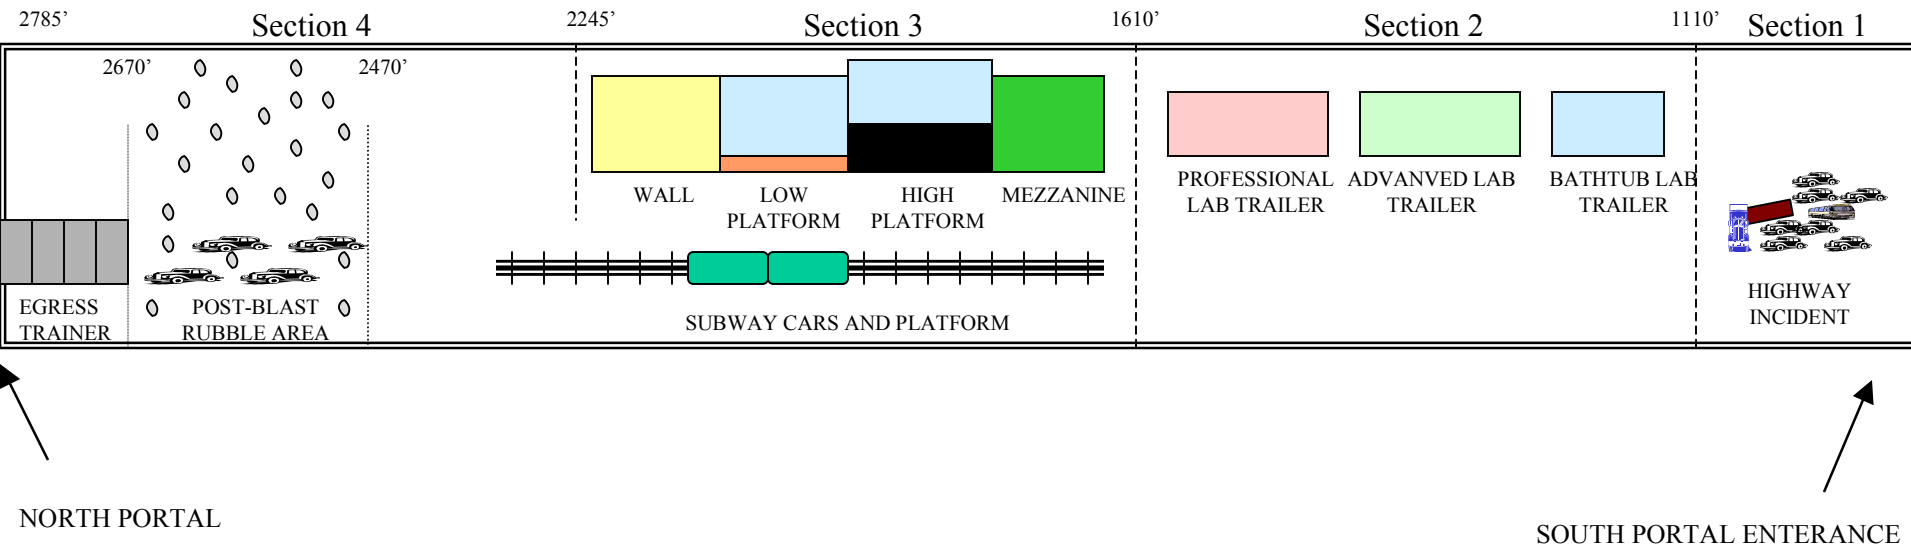 2785’
Section 4
2245’
Section 3
1610’
Section 2
1110’
Section 1
2670’
2470’
WALL
LOW
PLATFORM
HIGH
PLATFORM
MEZZANINE
PROFESSIONAL
LAB TRAILER
ADVANVED LAB
TRAILER
BATHTUB LAB
TRAILER
EGRESS
TRAINER
POST-BLAST
RUBBLE AREA
SUBWAY CARS AND PLATFORM
HIGHWAY
INCIDENT
NORTH PORTAL
SOUTH PORTAL ENTERANCE